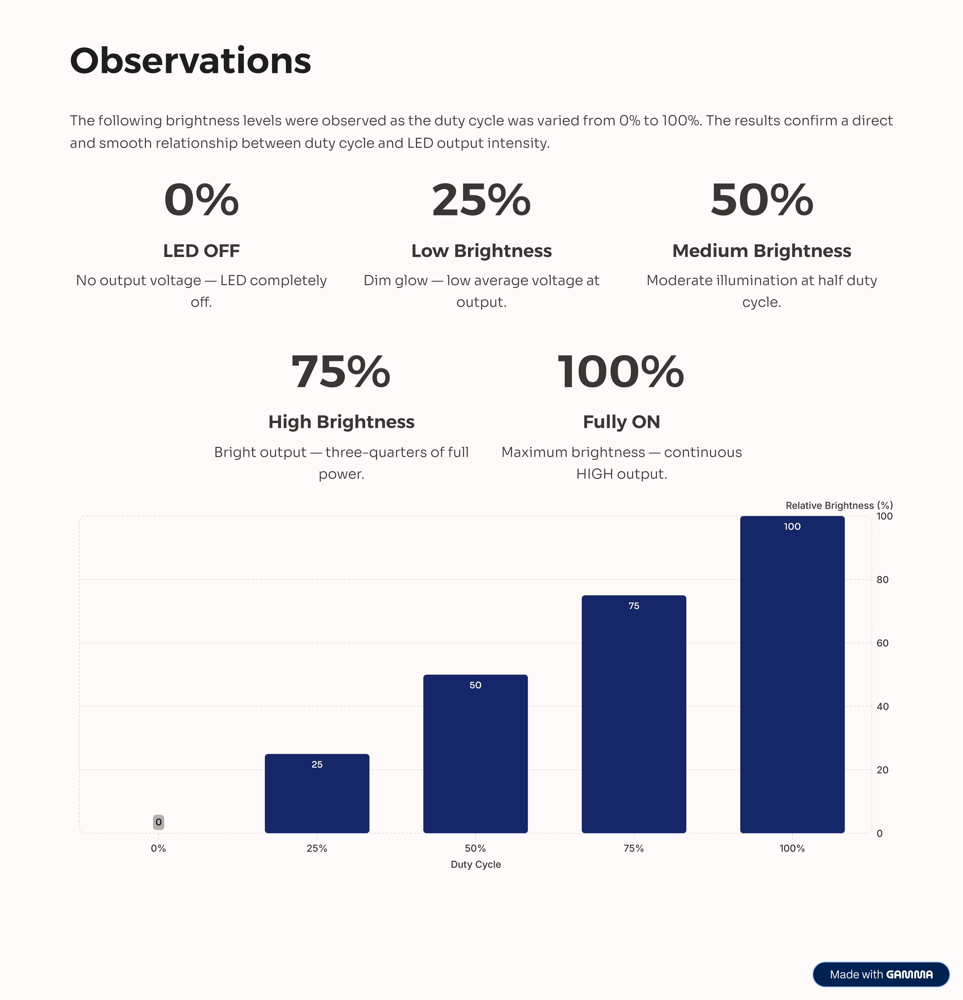 Observations
The following brightness levels were observed as the duty cycle was varied from 0% to 100%. The results confirm a direct
and smooth relationship between duty cycle and LED output intensity.
0%
LED OFF
No output voltage — LED completely
off.
25%
Low Brightness
Dim glow — low average voltage at
output.
50%
Medium Brightness
Moderate illumination at half duty
cycle.
75%
High Brightness
Bright output — three-quarters of full
power.
100%
Fully ON
Maximum brightness — continuous
HIGH output.
Relative Brightness (%)
100
80
60
40
20
0
0
25
50
75
100
0%
25%
50%
75%
100%
Duty Cycle
Made with GAMMA